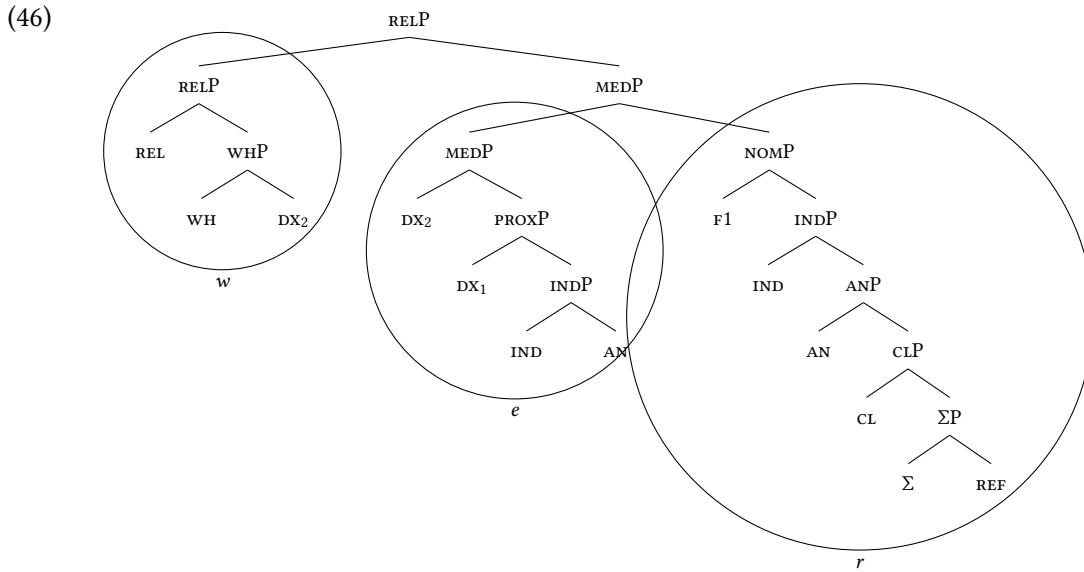 (46)
RELP
RELP MEDP
REL WHP MEDP NOMP
WH DX₂ DX₂ PROXP F1 INDP
w DX₁ INDP IND ANP
IND AN AN CLP
e CL ΣP
Σ REF
r